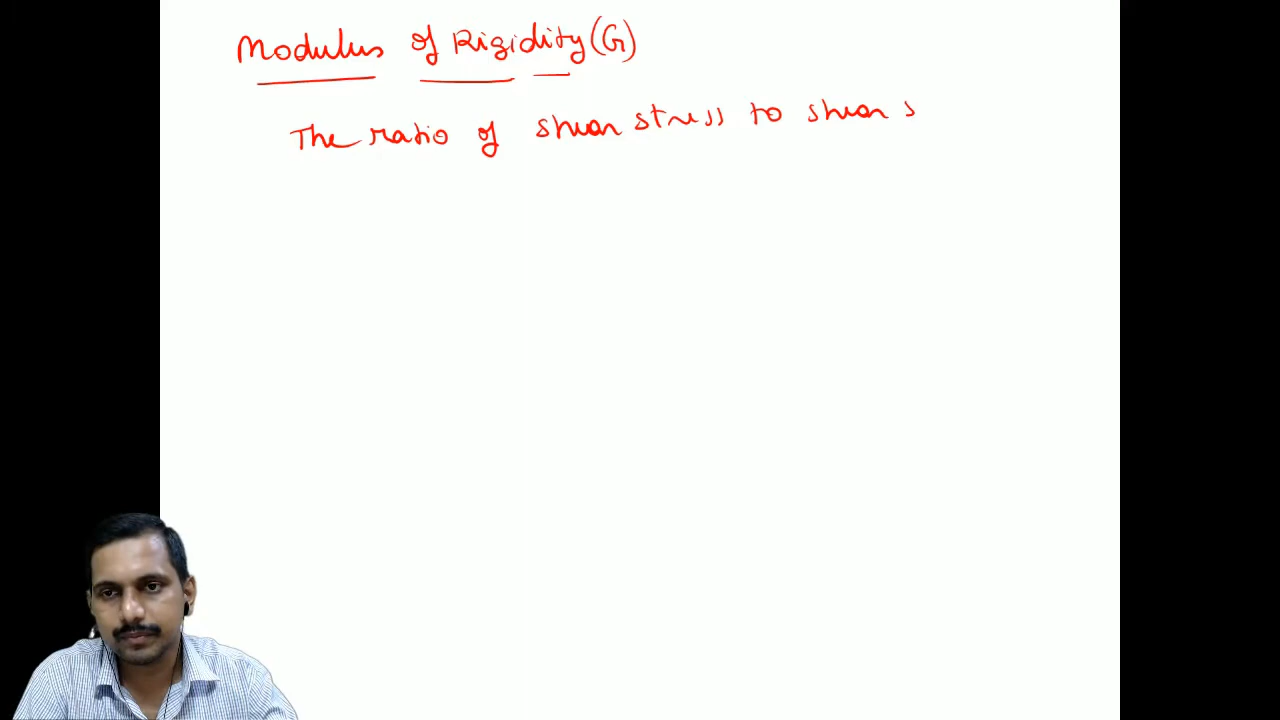 Modulus of Rigidity (G)
The ratio of shear stress to shear s